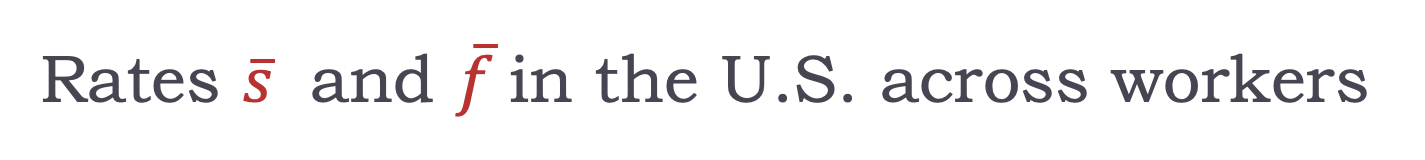 Rates s̄ and f̄ in the U.S. across workers